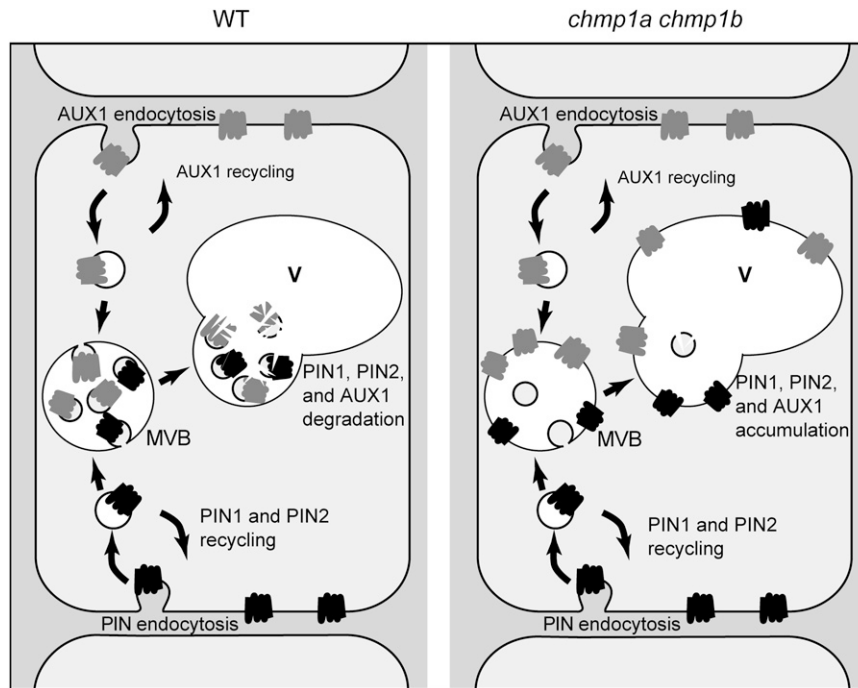 WT
AUX1 endocytosis
AUX1 recycling
V
PIN1, PIN2,
and AUX1
degradation
MVB
PIN1 and PIN2
recycling
PIN endocytosis
chmp1a chmp1b
AUX1 endocytosis
AUX1 recycling
V
PIN1, PIN2,
and AUX1
accumulation
MVB
PIN1 and PIN2
recycling
PIN endocytosis